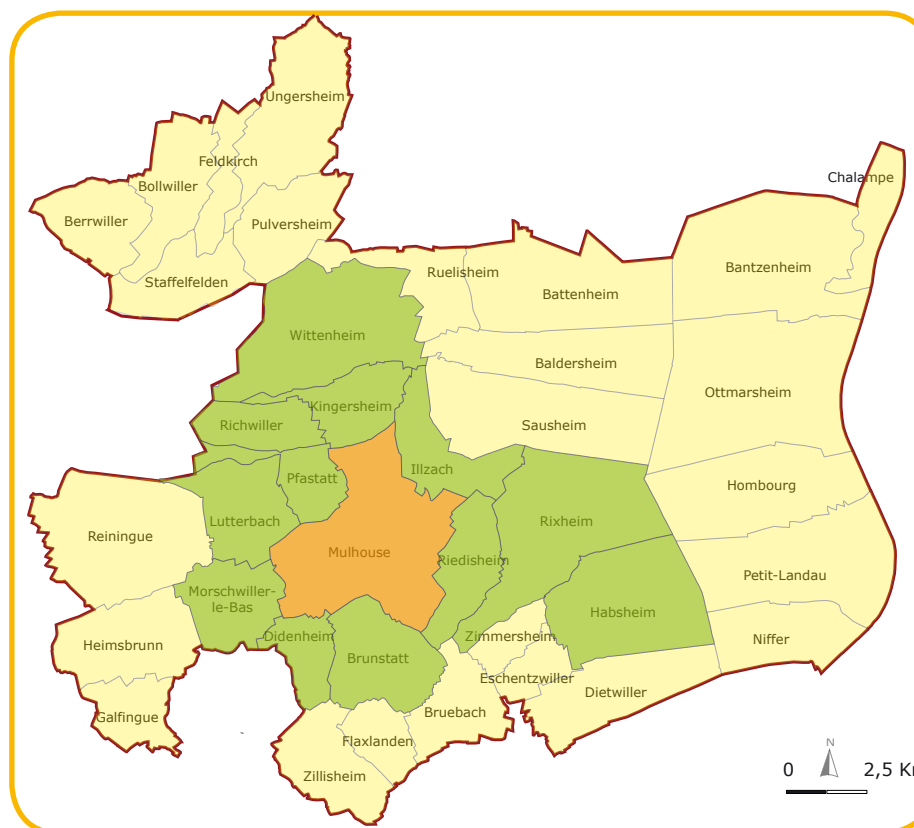 Ungersheim
Feldkirch
Bollwiller
Chalampe
Berrwiller
Pulversheim
Ruelisheim
Bantzenheim
Staffelfelden
Battenheim
Wittenheim
Baldersheim
Ottmarsheim
Kingersheim
Richwiller
Sausheim
Illzach
Pfastatt
Hombourg
Lutterbach
Rixheim
Reiningue
Mulhouse
Riedisheim
Petit-Landau
Morschwiller-
le-Bas
Habsheim
Didenheim
Zimmersheim
Niffer
Heimsbrunn
Brunstatt
Eschentzwiller
Dietwiller
Galfingue
Bruebach
Flaxlanden
Zillisheim
N
0 2,5 K